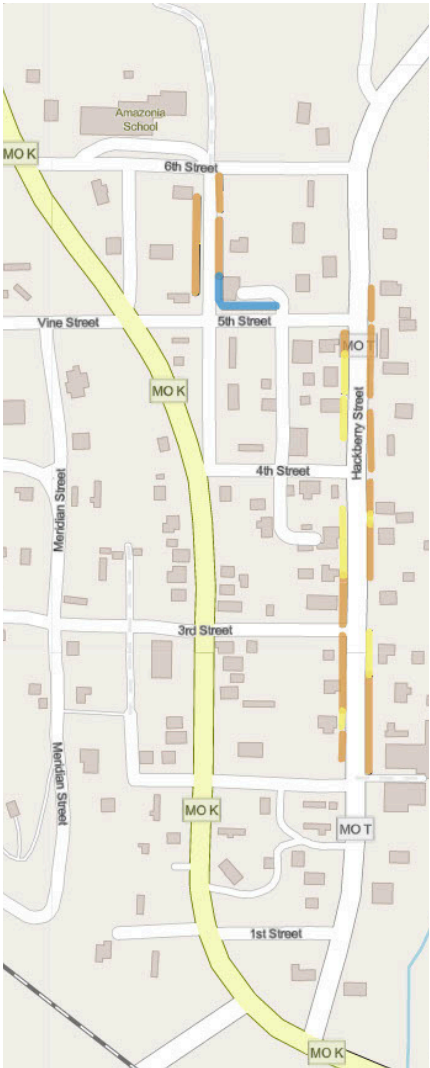 Amazonia
School
MO K
6th Street
Vine Street
5th Street
MO T
MO K
Hackberry Street
4th Street
Meridian Street
3rd Street
Meridian Street
MO K
MO T
1st Street
MO K